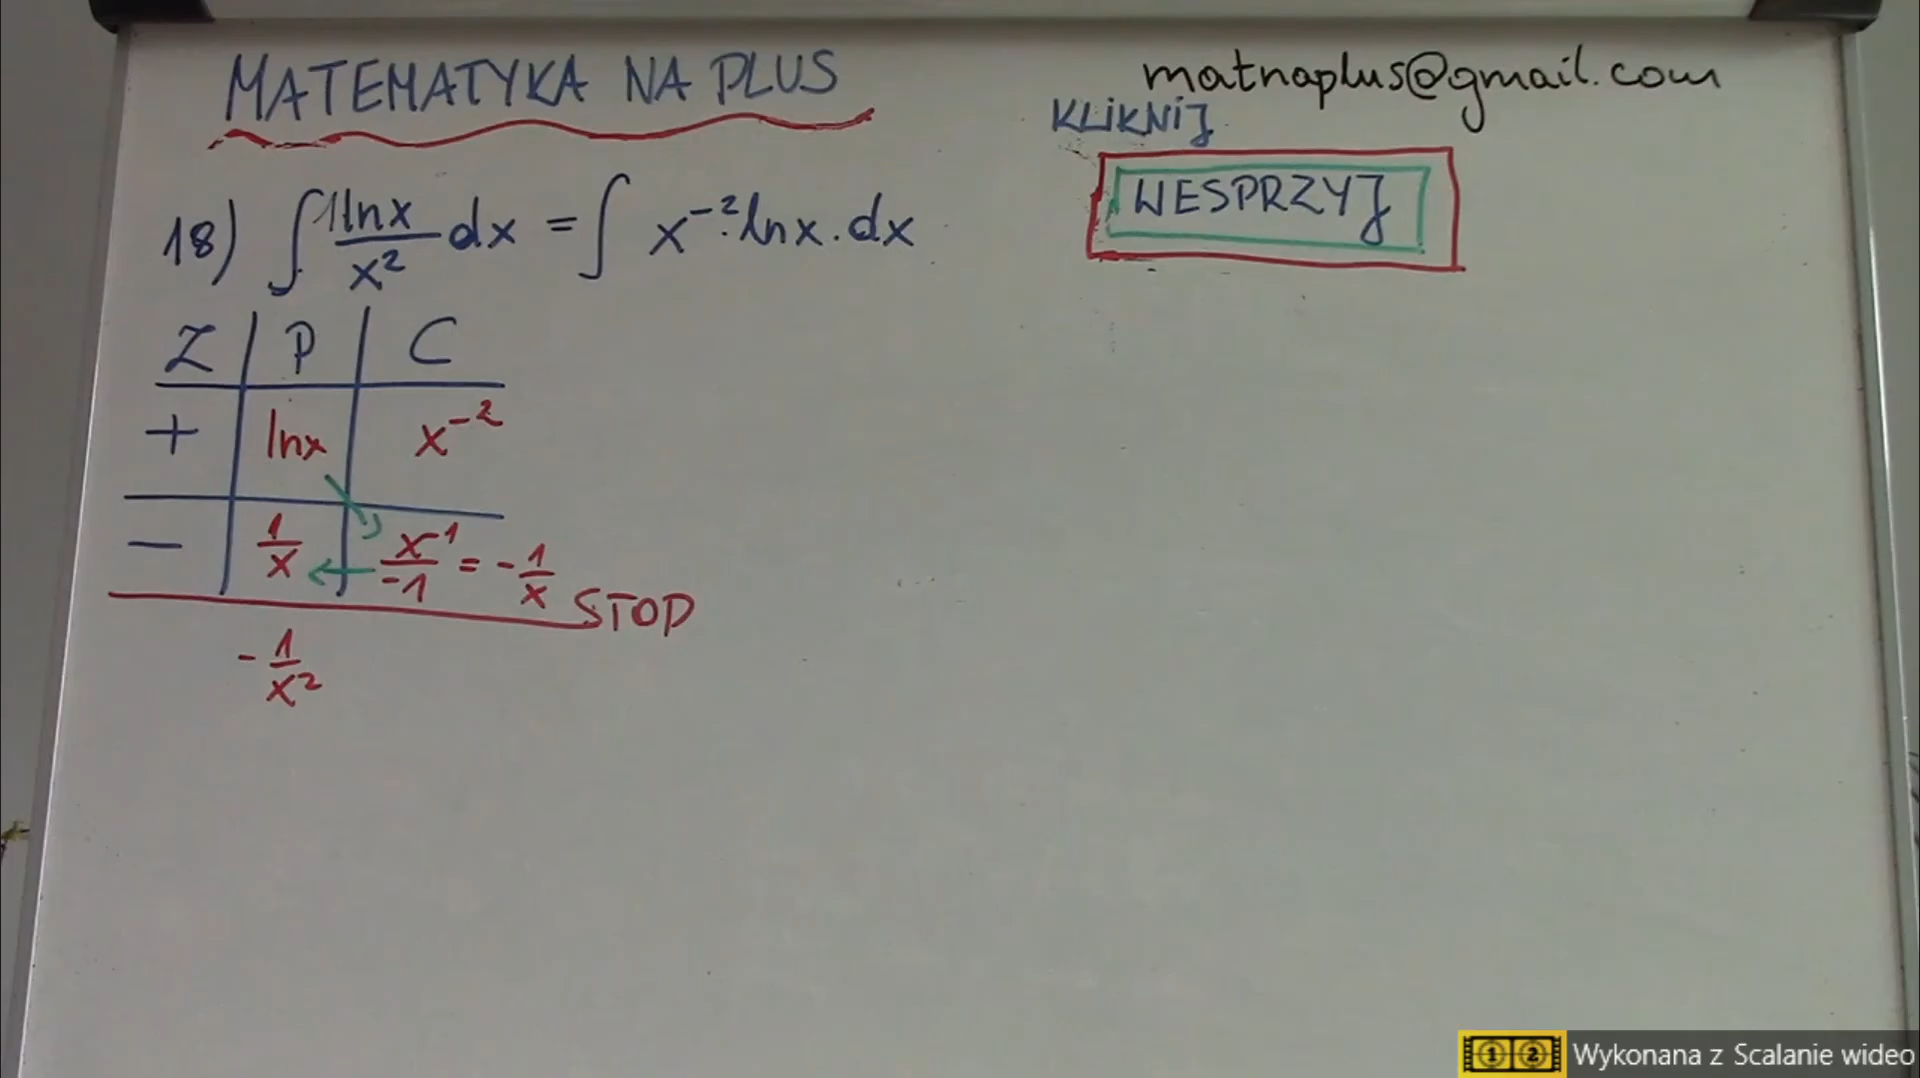 MATEMATYKA NA PLUS
matnaplus@gmail.com
KLIKNIJ
WESPRZYJ
18) ∫ 1lnx/x² dx = ∫ x⁻²·lnx·dx
Z P C
+ lnx x⁻²
− 1/x x⁻¹/-1 = -1/x STOP
-1/x²
Wykonana z Scalanie wideo